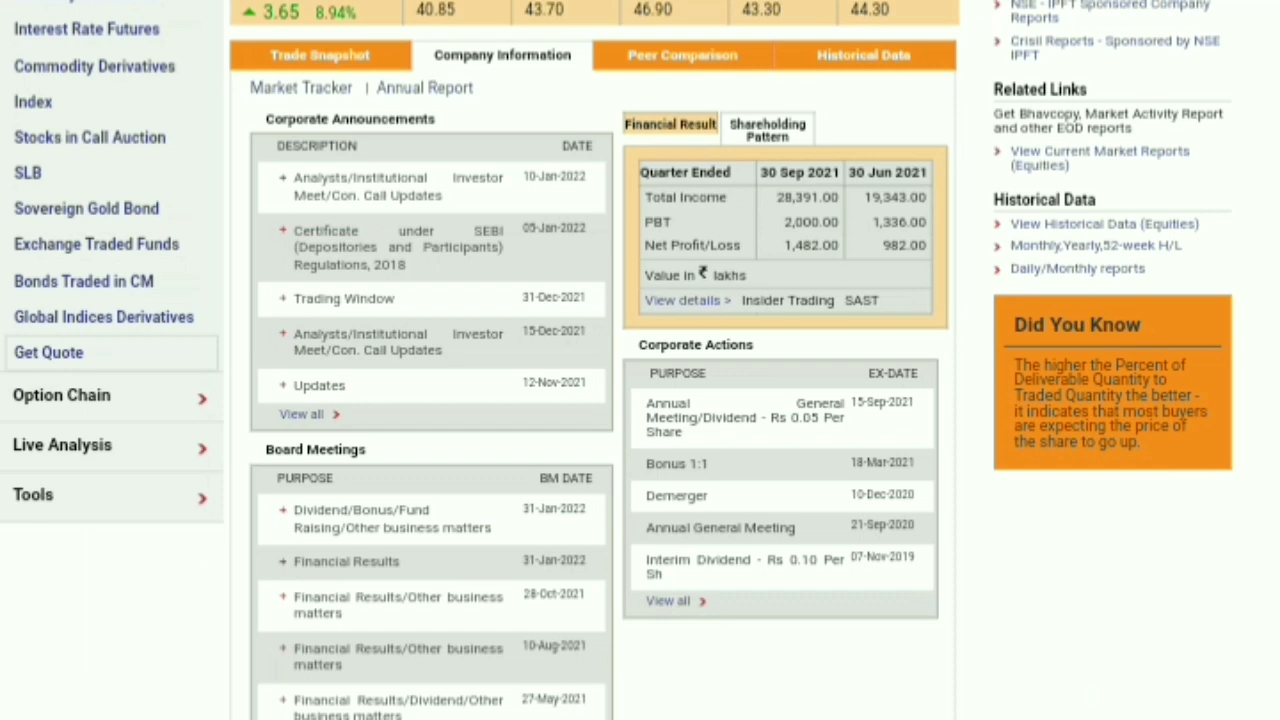 Interest Rate Futures
Commodity Derivatives
Index
Stocks in Call Auction
SLB
Sovereign Gold Bond
Exchange Traded Funds
Bonds Traded in CM
Global Indices Derivatives
Get Quote
Option Chain
Live Analysis
Tools
3.65 8.94% 40.85 43.70 46.90 43.30 44.30
Trade Snapshot Company Information Peer Comparison Historical Data
Market Tracker | Annual Report
Corporate Announcements
DESCRIPTION DATE
Analysts/Institutional Investor 10-Jan-2022
Meet/Con. Call Updates
Certificate under SEBI 05-Jan-2022
(Depositories and Participants)
Regulations, 2018
Trading Window 31-Dec-2021
Analysts/Institutional Investor 15-Dec-2021
Meet/Con. Call Updates
Updates 12-Nov-2021
View all
Board Meetings
PURPOSE BM DATE
Dividend/Bonus/Fund 31-Jan-2022
Raising/Other business matters
Financial Results 31-Jan-2022
Financial Results/Other business 28-Oct-2021
matters
Financial Results/Other business 10-Aug-2021
matters
Financial Results/Dividend/Other 27-May-2021
business matters
Financial Result Shareholding
Pattern
Quarter Ended 30 Sep 2021 30 Jun 2021
Total Income 28,391.00 19,343.00
PBT 2,000.00 1,336.00
Net Profit/Loss 1,482.00 982.00
Value in ₹ lakhs
View details > Insider Trading SAST
Corporate Actions
PURPOSE EX-DATE
Annual General 15-Sep-2021
Meeting/Dividend - Rs 0.05 Per
Share
Bonus 1:1 18-Mar-2021
Demerger 10-Dec-2020
Annual General Meeting 21-Sep-2020
Interim Dividend - Rs 0.10 Per 07-Nov-2019
Sh
View all
NSE - IPFT Sponsored Company
Reports
Crisil Reports - Sponsored by NSE
IPFT
Related Links
Get Bhavcopy, Market Activity Report
and other EOD reports
View Current Market Reports
(Equities)
Historical Data
View Historical Data (Equities)
Monthly,Yearly,52-week H/L
Daily/Monthly reports
Did You Know
The higher the Percent of
Deliverable Quantity to
Traded Quantity the better -
it indicates that most buyers
are expecting the price of
the share to go up.